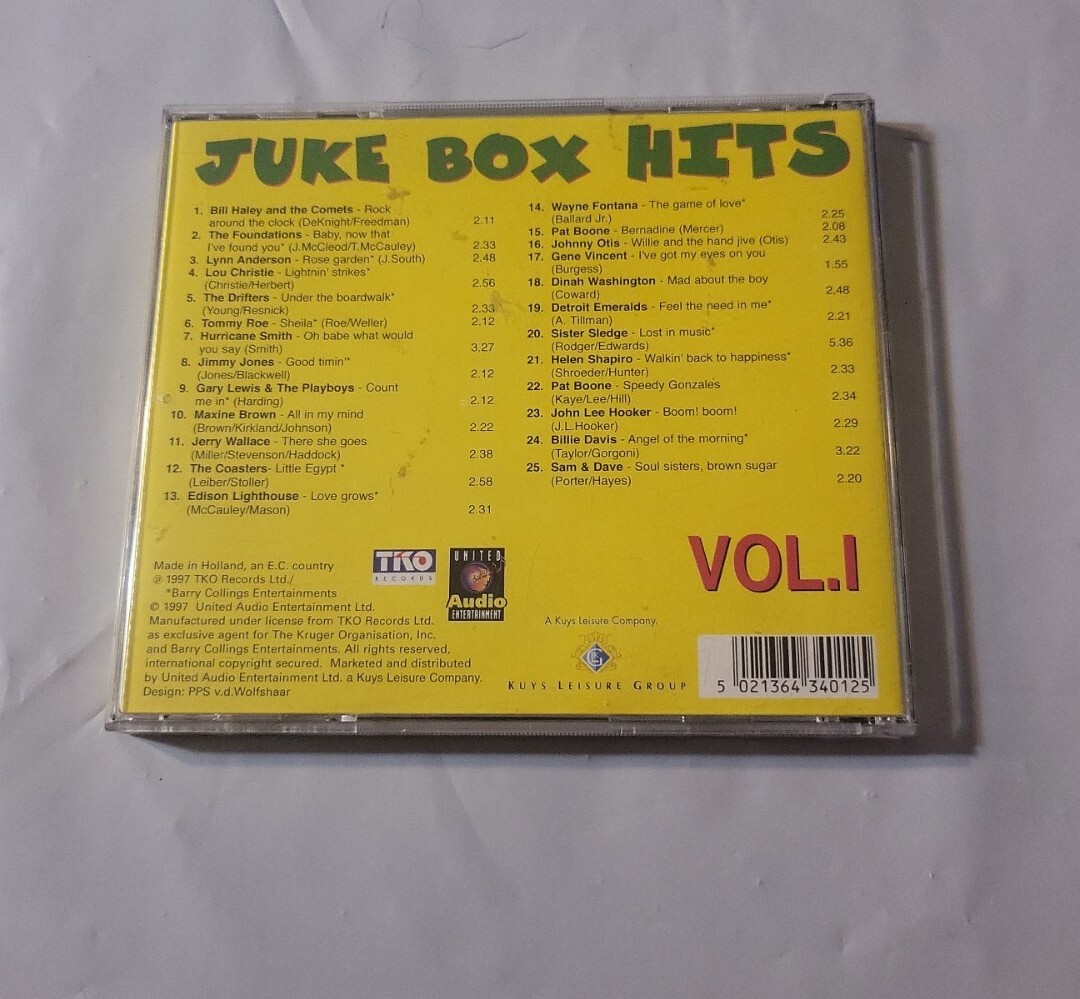 JUKE BOX HITS
1. Bill Haley and the Comets - Rock
around the clock (DeKnight/Freedman) 2.11
2. The Foundations - Baby, now that
I've found you* (J.McCleod/T.McCauley) 2.33
3. Lynn Anderson - Rose garden* (J.South) 2.48
4. Lou Christie - Lightnin' strikes*
(Christie/Herbert) 2.56
5. The Drifters - Under the boardwalk*
(Young/Resnick) 2.33
6. Tommy Roe - Sheila* (Roe/Weller) 2.12
7. Hurricane Smith - Oh babe what would
you say (Smith) 3.27
8. Jimmy Jones - Good timin'*
(Jones/Blackwell) 2.12
9. Gary Lewis & The Playboys - Count
me in* (Harding) 2.12
10. Maxine Brown - All in my mind
(Brown/Kirkland/Johnson) 2.22
11. Jerry Wallace - There she goes
(Miller/Stevenson/Haddock) 2.38
12. The Coasters- Little Egypt *
(Leiber/Stoller) 2.58
13. Edison Lighthouse - Love grows*
(McCauley/Mason) 2.31
14. Wayne Fontana - The game of love*
(Ballard Jr.) 2.25
15. Pat Boone - Bernadine (Mercer) 2.08
16. Johnny Otis - Willie and the hand jive (Otis) 2.43
17. Gene Vincent - I've got my eyes on you
(Burgess) 1.55
18. Dinah Washington - Mad about the boy
(Coward) 2.48
19. Detroit Emeralds - Feel the need in me*
(A. Tillman) 2.21
20. Sister Sledge - Lost in music*
(Rodger/Edwards) 5.36
21. Helen Shapiro - Walkin' back to happiness*
(Shroeder/Hunter) 2.33
22. Pat Boone - Speedy Gonzales
(Kaye/Lee/Hill) 2.34
23. John Lee Hooker - Boom! boom!
(J.L.Hooker) 2.29
24. Billie Davis - Angel of the morning*
(Taylor/Gorgoni) 3.22
25. Sam & Dave - Soul sisters, brown sugar
(Porter/Hayes) 2.20
VOL.I
Made in Holland, an E.C. country
℗ 1997 TKO Records Ltd./
*Barry Collings Entertainments
© 1997 United Audio Entertainment Ltd.
Manufactured under license from TKO Records Ltd.
as exclusive agent for The Kruger Organisation, Inc.
and Barry Collings Entertainments. All rights reserved,
international copyright secured. Marketed and distributed
by United Audio Entertainment Ltd. a Kuys Leisure Company.
Design: PPS v.d.Wolfshaar
TKO
RECORDS
UNITED
Audio
ENTERTAINMENT
A Kuys Leisure Company.
KUYS LEISURE GROUP
5 021364 340125